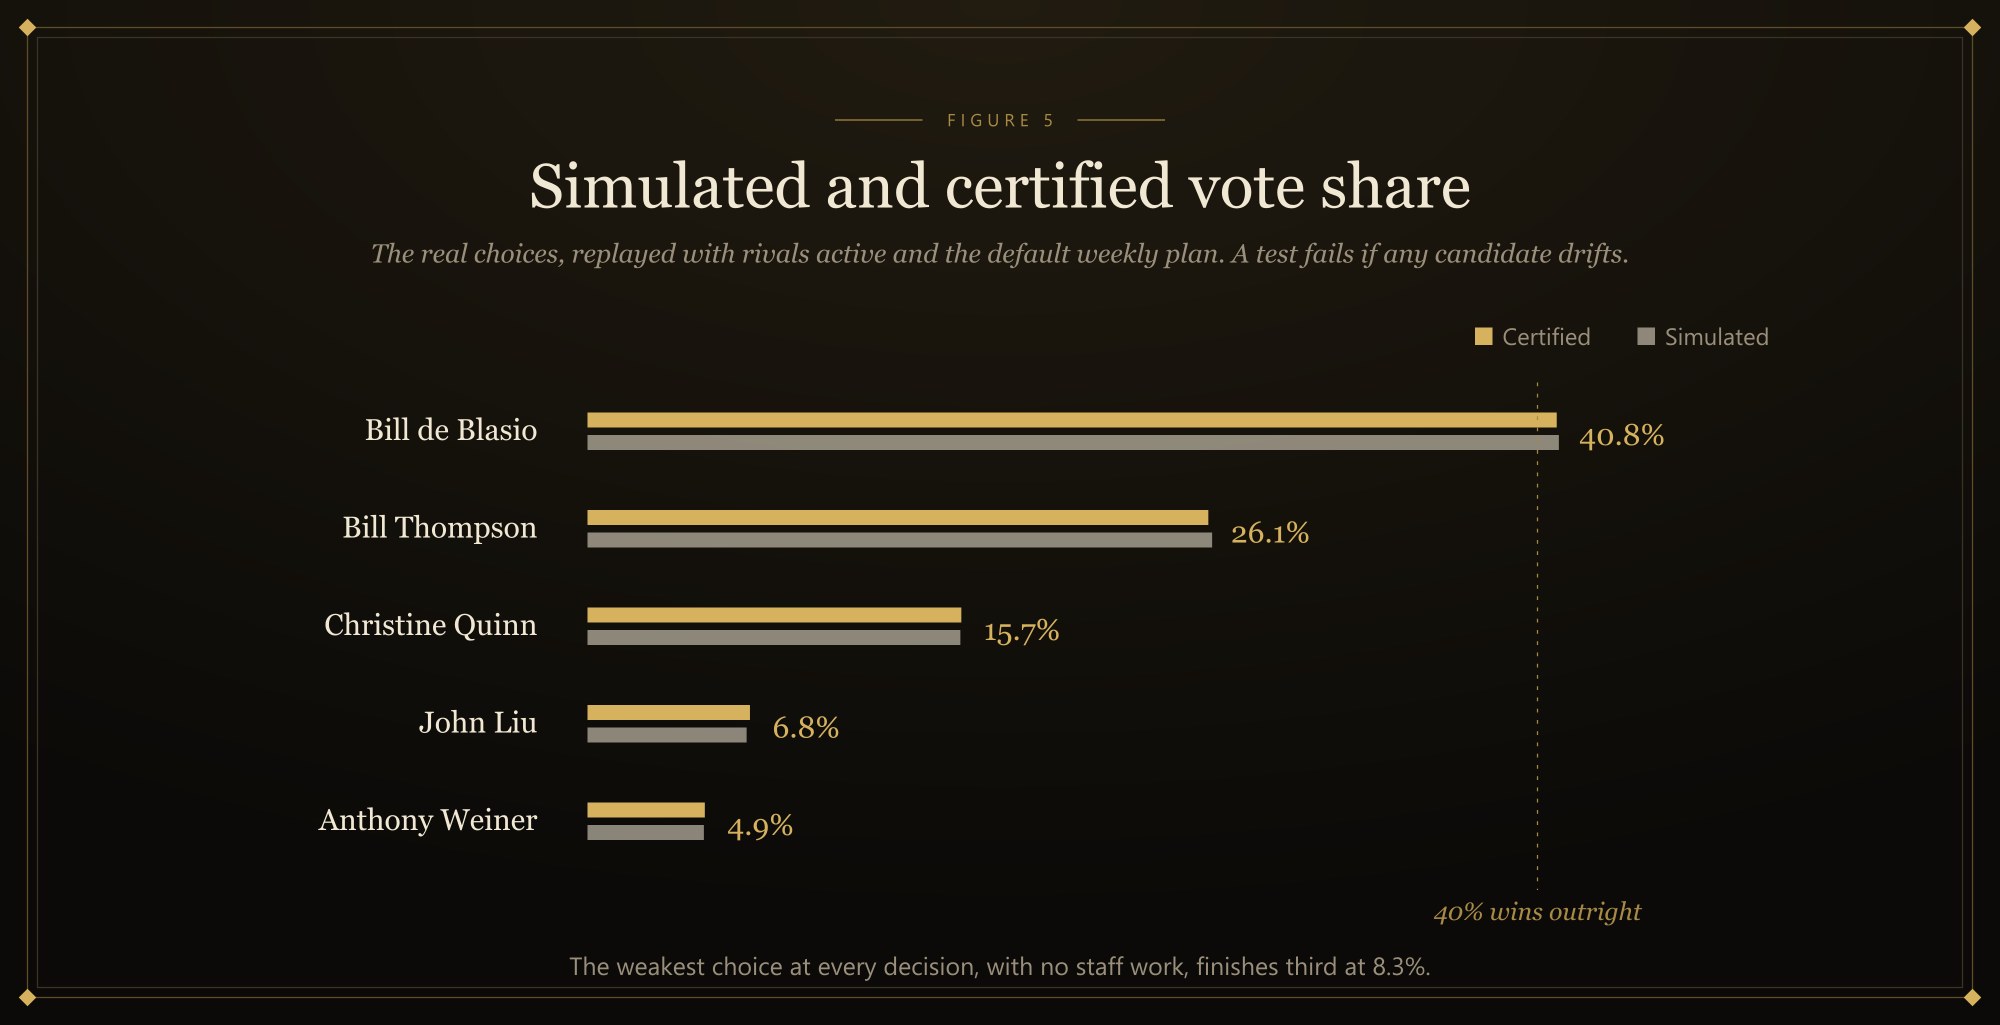 FIGURE 5
Simulated and certified vote share
The real choices, replayed with rivals active and the default weekly plan. A test fails if any candidate drifts.
Certified
Simulated
Bill de Blasio
40.8%
Bill Thompson
26.1%
Christine Quinn
15.7%
John Liu
6.8%
Anthony Weiner
4.9%
40% wins outright
The weakest choice at every decision, with no staff work, finishes third at 8.3%.